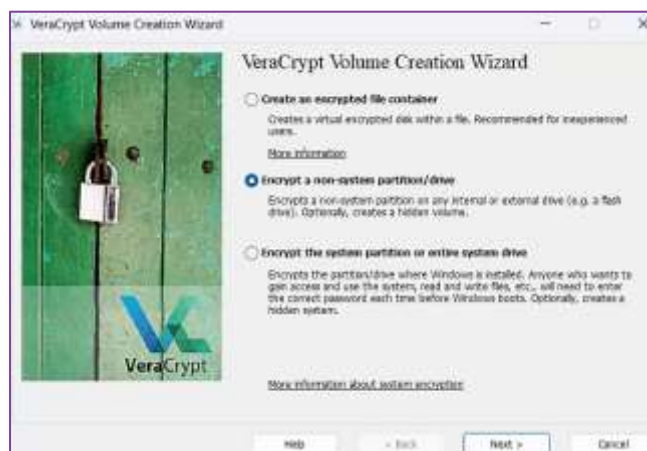 VeraCrypt Volume Creation Wizard
VeraCrypt Volume Creation Wizard
Create an encrypted file container
Creates a virtual encrypted disk within a file. Recommended for inexperienced
users.
More information
Encrypt a non-system partition/drive
Encrypts a non-system partition on any internal or external drive (e.g. a flash
drive). Optionally, creates a hidden volume.
Encrypt the system partition or entire system drive
Encrypts the partition/drive where Windows is installed. Anyone who wants to
gain access and use the system, read and write files, etc., will need to enter
the correct password each time before Windows boots. Optionally, creates a
hidden system.
VeraCrypt
More information about system encryption
Help
< Back
Next >
Cancel